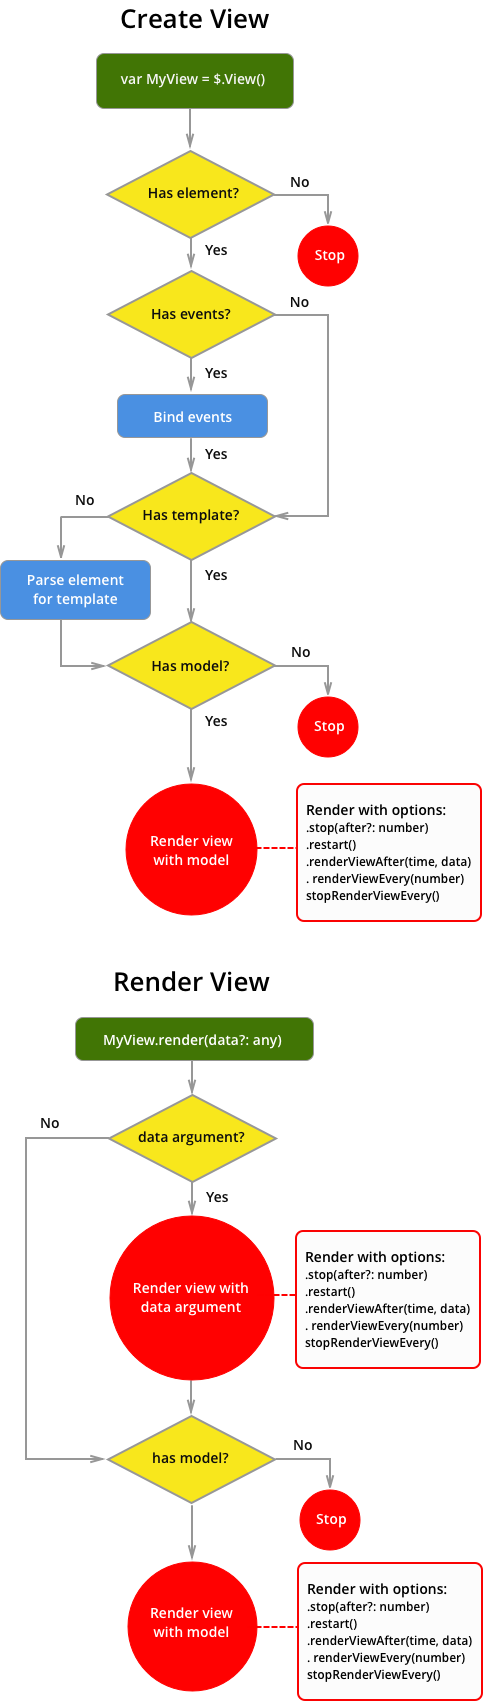 Create View
var MyView = $.View()
Has element?
No
Stop
Yes
Has events?
No
Yes
Bind events
Yes
Has template?
No
Yes
Parse element
for template
Has model?
No
Stop
Yes
Render view
with model
Render with options:
.stop(after?: number)
.restart()
.renderViewAfter(time, data)
. renderViewEvery(number)
stopRenderViewEvery()
Render View
MyView.render(data?: any)
data argument?
No
Yes
Render view with
data argument
Render with options:
.stop(after?: number)
.restart()
.renderViewAfter(time, data)
. renderViewEvery(number)
stopRenderViewEvery()
has model?
No
Stop
Render view
with model
Render with options:
.stop(after?: number)
.restart()
.renderViewAfter(time, data)
. renderViewEvery(number)
stopRenderViewEvery()